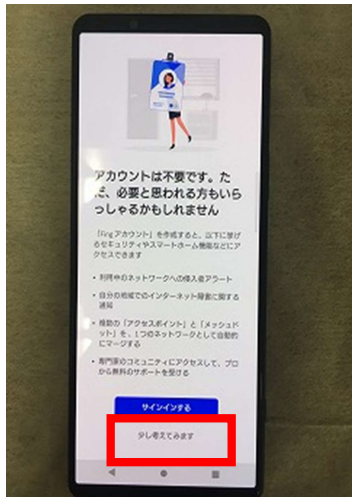 アカウントは不要です。た
だ、必要と思われる方もいら
っしゃるかもしれません
「Fing アカウント」を作成すると、以下に挙げ
るセキュリティやスマートホーム機能などにア
クセスできます
• 利用中のネットワークへの侵入者アラート
• 自分の地域でのインターネット障害に関する
通知
• 複数の「アクセスポイント」と「メッシュド
ット」を、1つのネットワークとして自動的
にマージする
• 専門家のコミュニティにアクセスして、プロ
から無料のサポートを受ける
サインインする
少し考えてみます